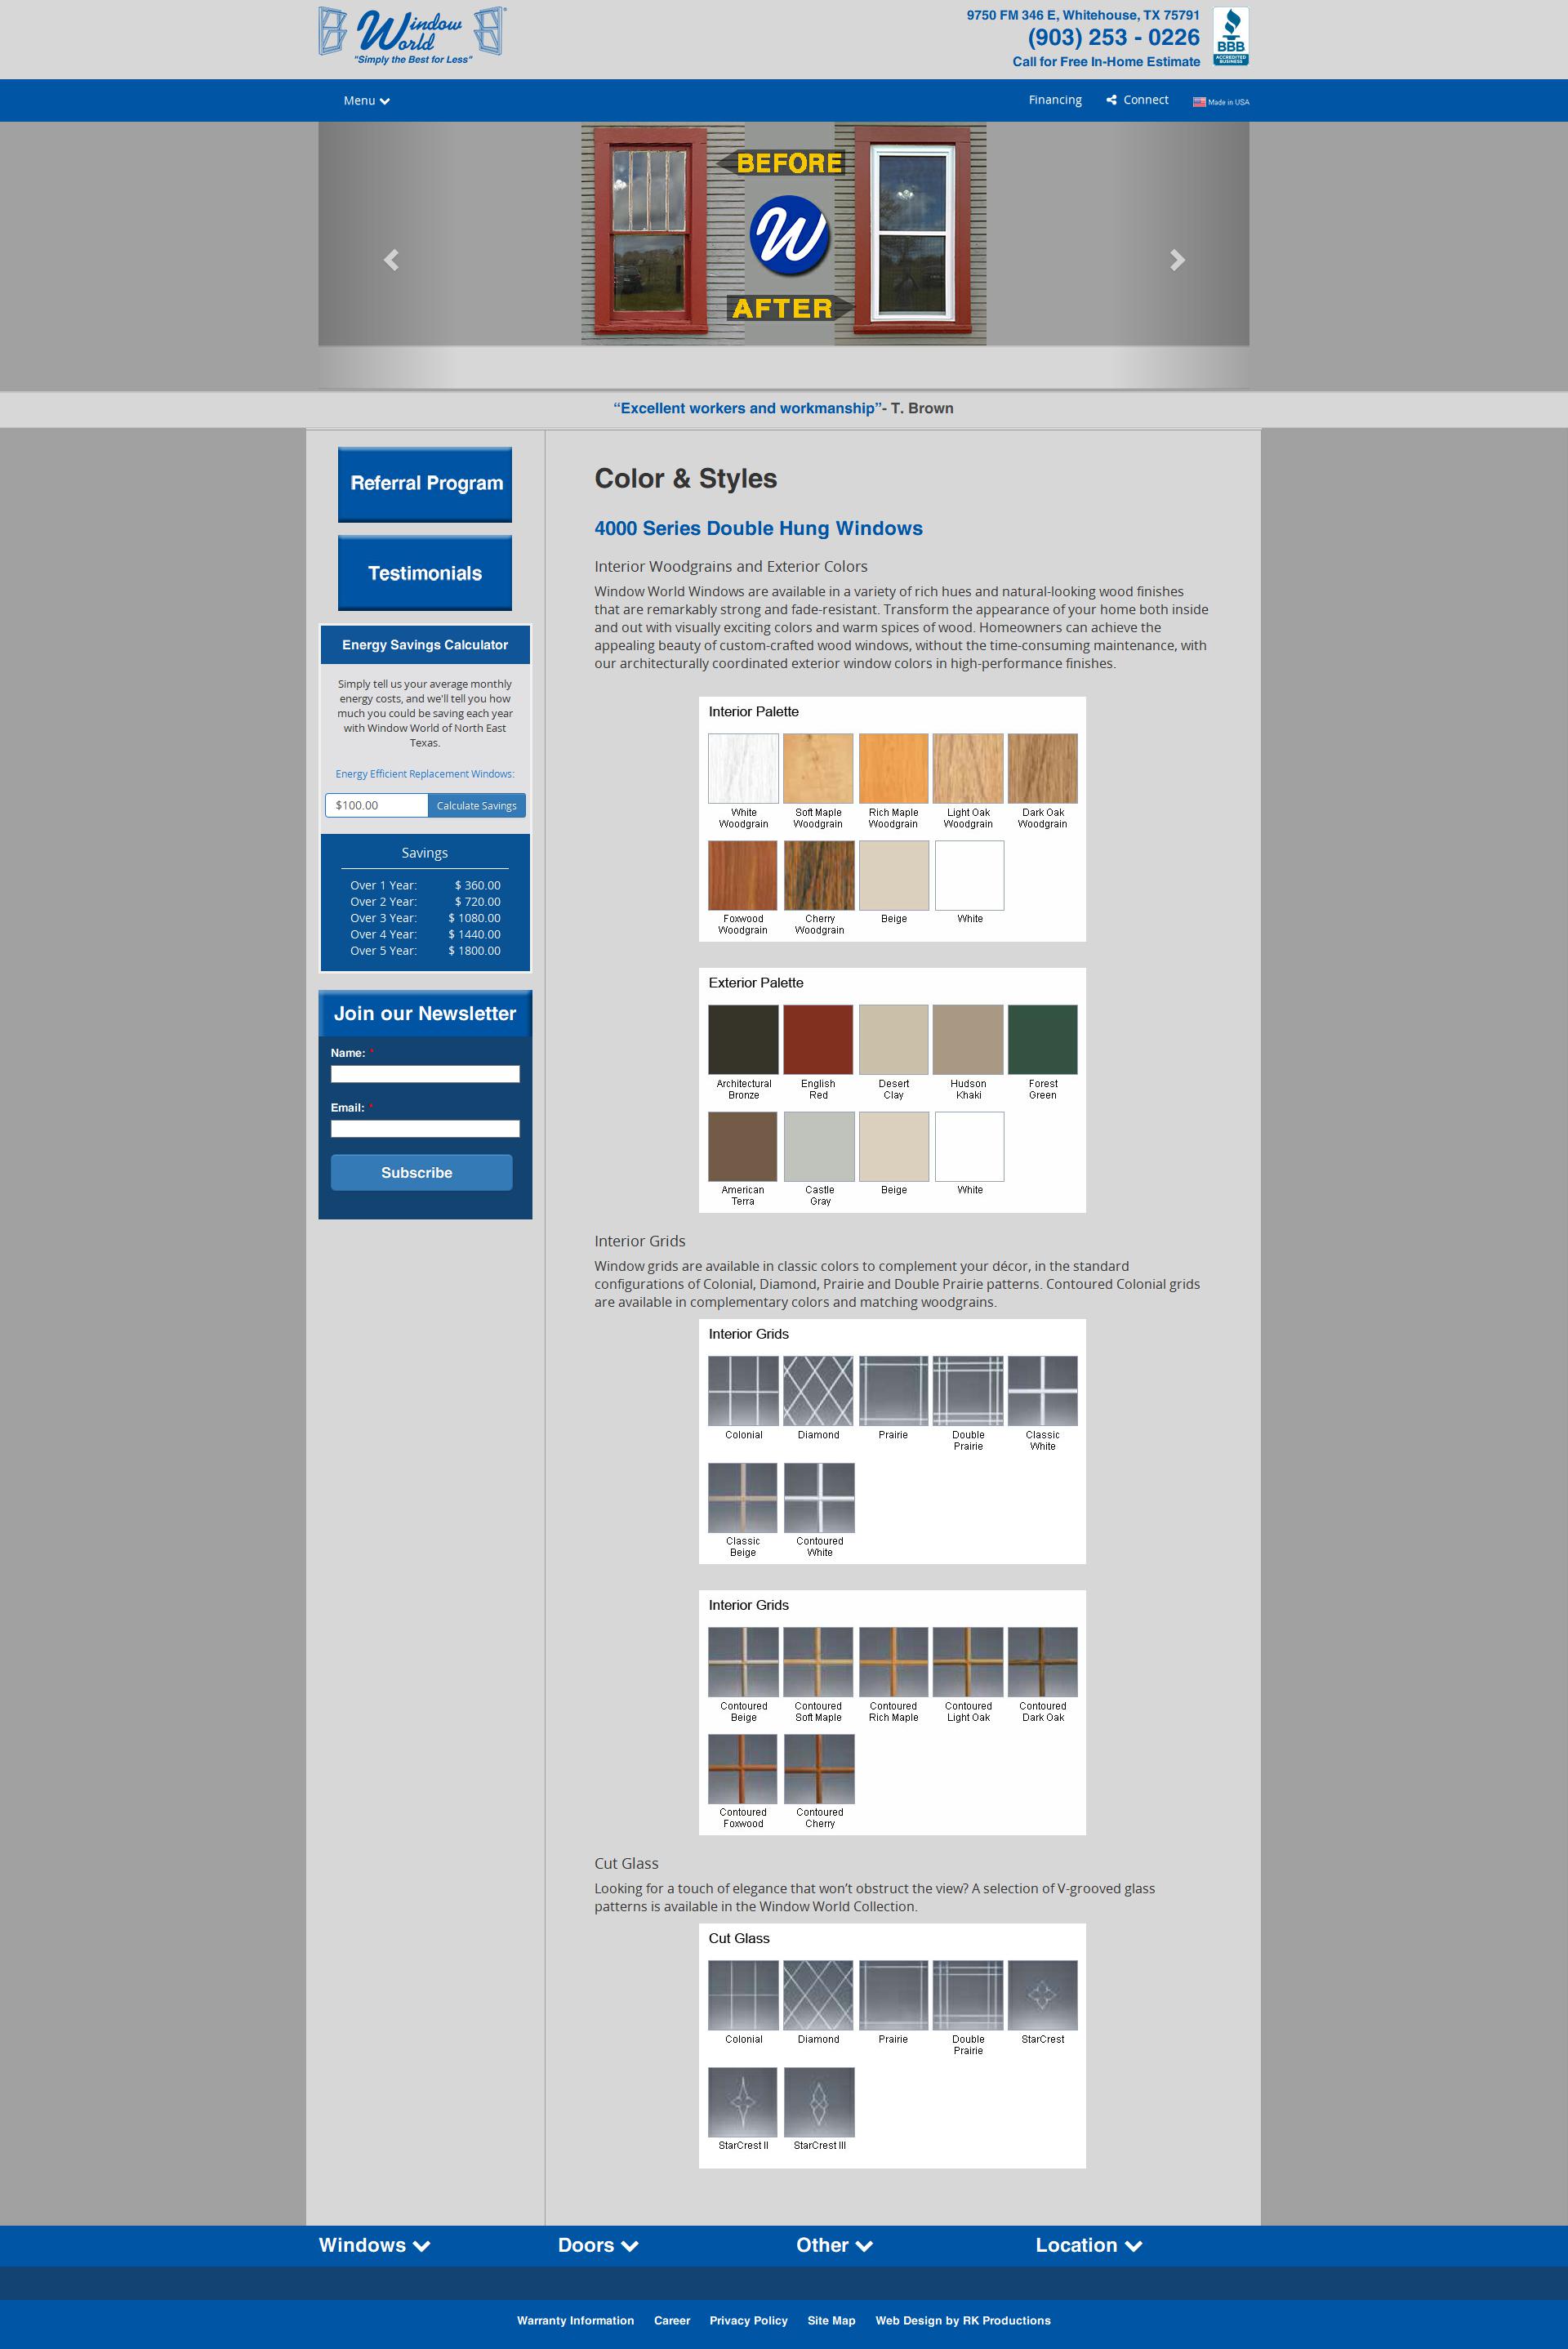 Window World®
"Simply the Best for Less"
9750 FM 346 E, Whitehouse, TX 75791
(903) 253 - 0226
Call for Free In-Home Estimate
BBB
ACCREDITED BUSINESS
Menu
Financing
Connect
Made in USA
BEFORE
W
AFTER
“Excellent workers and workmanship”- T. Brown
Referral Program
Testimonials
Energy Savings Calculator
Simply tell us your average monthly
energy costs, and we'll tell you how
much you could be saving each year
with Window World of North East
Texas.
Energy Efficient Replacement Windows:
$100.00 Calculate Savings
Savings
Over 1 Year: $ 360.00
Over 2 Year: $ 720.00
Over 3 Year: $ 1080.00
Over 4 Year: $ 1440.00
Over 5 Year: $ 1800.00
Join our Newsletter
Name: *
Email: *
Subscribe
Color & Styles
4000 Series Double Hung Windows
Interior Woodgrains and Exterior Colors
Window World Windows are available in a variety of rich hues and natural-looking wood finishes
that are remarkably strong and fade-resistant. Transform the appearance of your home both inside
and out with visually exciting colors and warm spices of wood. Homeowners can achieve the
appealing beauty of custom-crafted wood windows, without the time-consuming maintenance, with
our architecturally coordinated exterior window colors in high-performance finishes.
Interior Palette
White Woodgrain
Soft Maple Woodgrain
Rich Maple Woodgrain
Light Oak Woodgrain
Dark Oak Woodgrain
Foxwood Woodgrain
Cherry Woodgrain
Beige
White
Exterior Palette
Architectural Bronze
English Red
Desert Clay
Hudson Khaki
Forest Green
American Terra
Castle Gray
Beige
White
Interior Grids
Window grids are available in classic colors to complement your décor, in the standard
configurations of Colonial, Diamond, Prairie and Double Prairie patterns. Contoured Colonial grids
are available in complementary colors and matching woodgrains.
Interior Grids
Colonial
Diamond
Prairie
Double Prairie
Classic White
Classic Beige
Contoured White
Interior Grids
Contoured Beige
Contoured Soft Maple
Contoured Rich Maple
Contoured Light Oak
Contoured Dark Oak
Contoured Foxwood
Contoured Cherry
Cut Glass
Looking for a touch of elegance that won’t obstruct the view? A selection of V-grooved glass
patterns is available in the Window World Collection.
Cut Glass
Colonial
Diamond
Prairie
Double Prairie
StarCrest
StarCrest II
StarCrest III
Windows
Doors
Other
Location
Warranty Information Career Privacy Policy Site Map Web Design by RK Productions